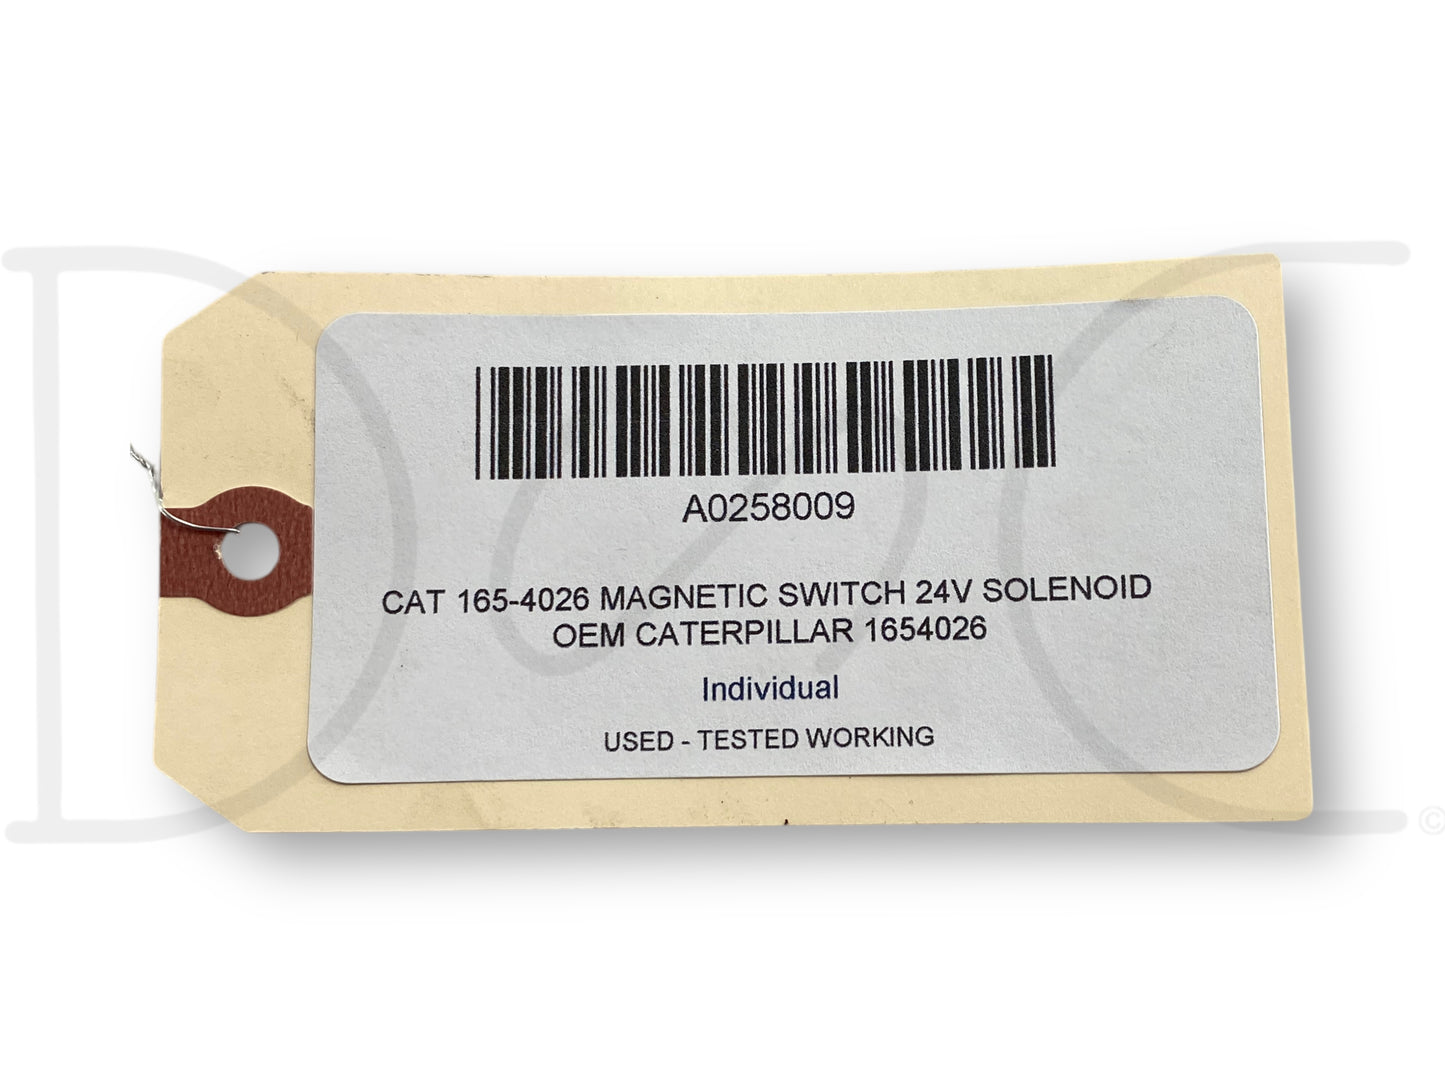 A0258009
CAT 165-4026 MAGNETIC SWITCH 24V SOLENOID
OEM CATERPILLAR 1654026
Individual
USED - TESTED WORKING
©